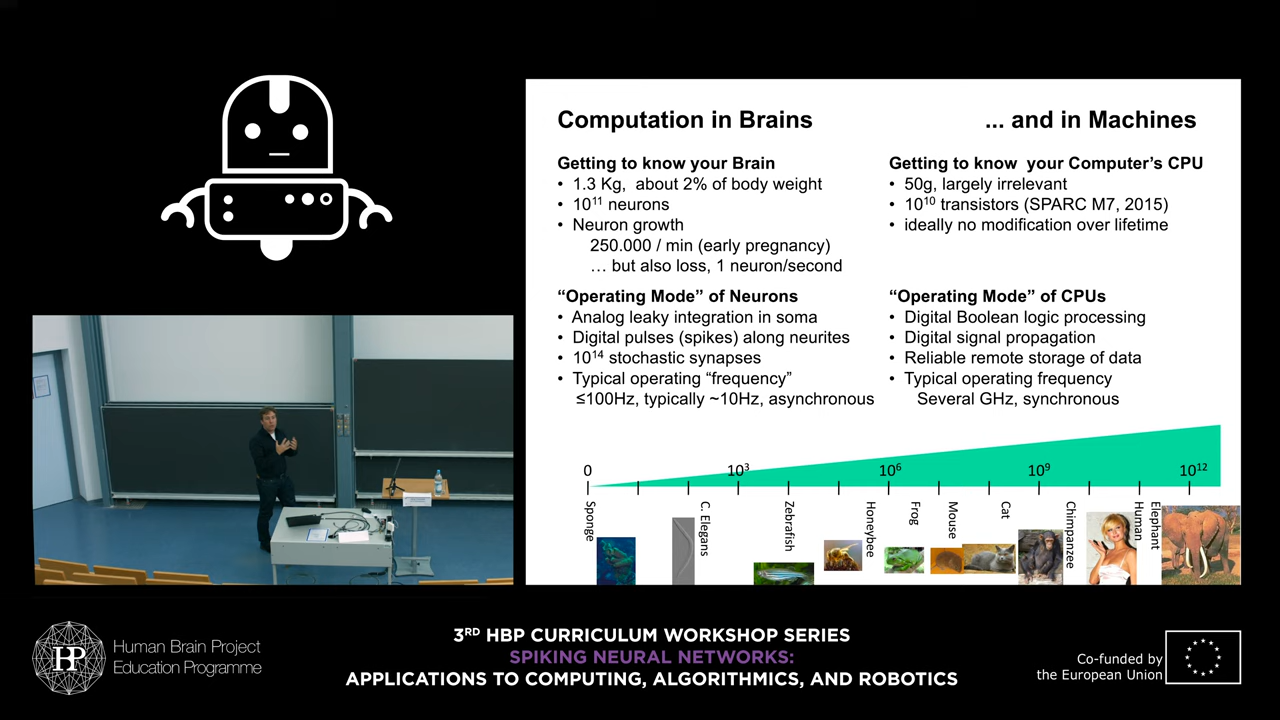 Computation in Brains
... and in Machines
Getting to know your Brain
• 1.3 Kg, about 2% of body weight
• 10¹¹ neurons
• Neuron growth
250.000 / min (early pregnancy)
… but also loss, 1 neuron/second
Getting to know your Computer's CPU
• 50g, largely irrelevant
• 10¹⁰ transistors (SPARC M7, 2015)
• ideally no modification over lifetime
“Operating Mode” of Neurons
• Analog leaky integration in soma
• Digital pulses (spikes) along neurites
• 10¹⁴ stochastic synapses
• Typical operating “frequency”
≤100Hz, typically ~10Hz, asynchronous
“Operating Mode” of CPUs
• Digital Boolean logic processing
• Digital signal propagation
• Reliable remote storage of data
• Typical operating frequency
Several GHz, synchronous
0 10³ 10⁶ 10⁹ 10¹²
Sponge
C. Elegans
Zebrafish
Honeybee
Frog
Mouse
Cat
Chimpanzee
Human
Elephant
HP
Human Brain Project
Education Programme
3RD HBP CURRICULUM WORKSHOP SERIES
SPIKING NEURAL NETWORKS:
APPLICATIONS TO COMPUTING, ALGORITHMICS, AND ROBOTICS
Co-funded by
the European Union